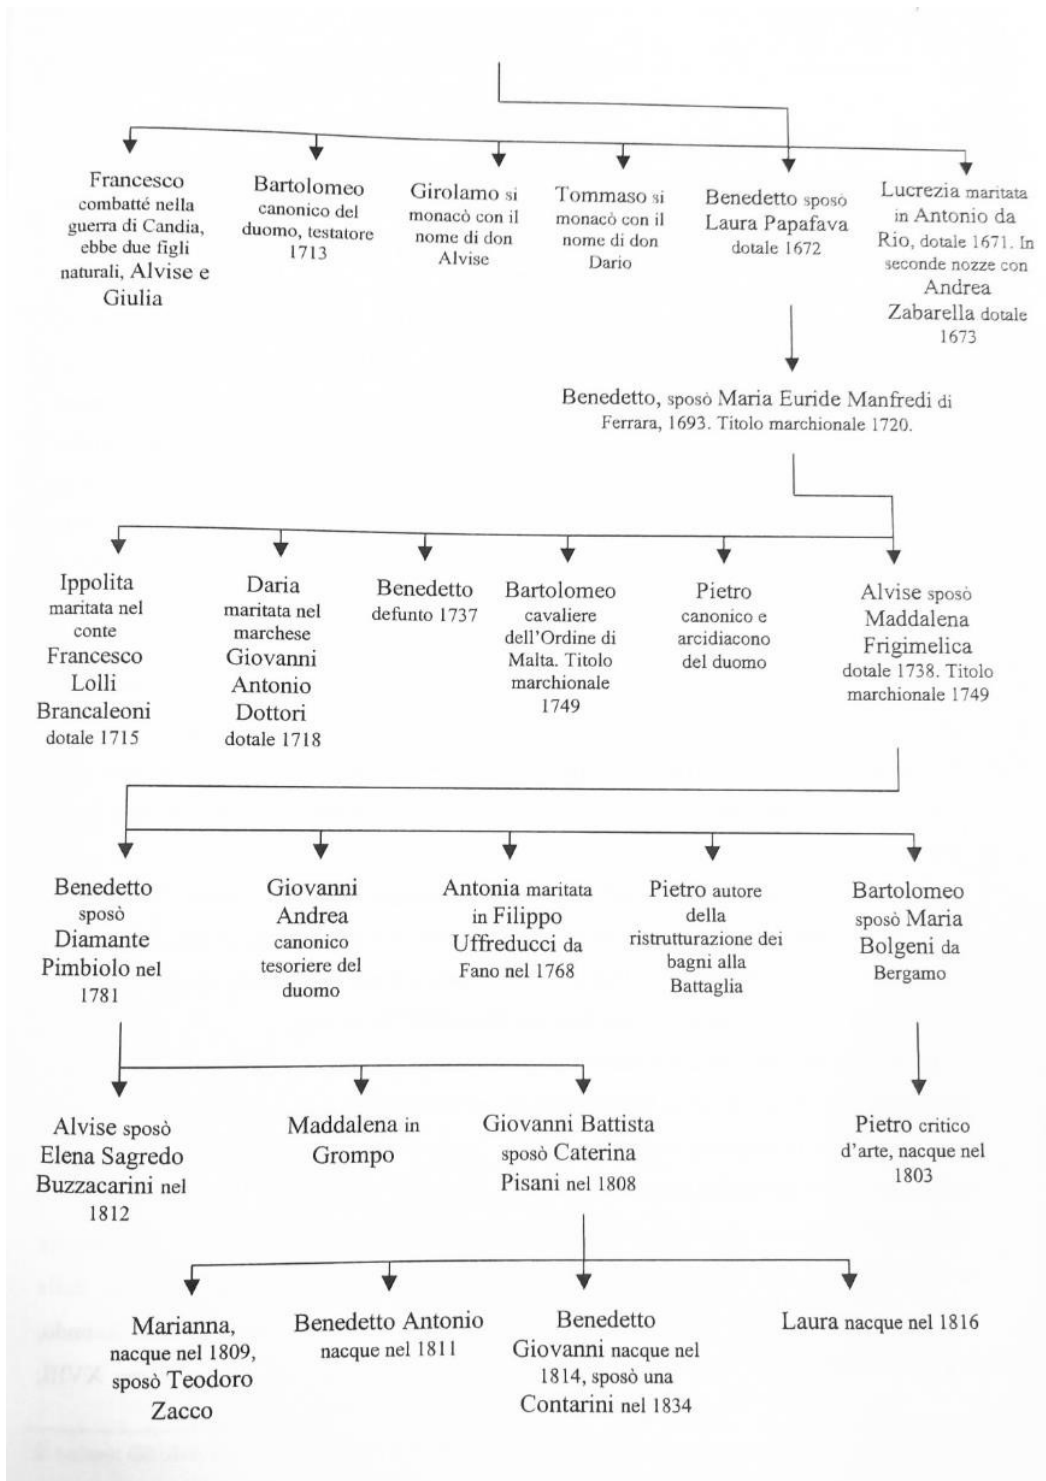 Francesco
combatté nella
guerra di Candia,
ebbe due figli
naturali, Alvise e
Giulia
Bartolomeo
canonico del
duomo, testatore
1713
Girolamo si
monacò con il
nome di don
Alvise
Tommaso si
monacò con il
nome di don
Dario
Benedetto sposò
Laura Papafava
dotale 1672
Lucrezia maritata
in Antonio da
Rio, dotale 1671. In
seconde nozze con
Andrea
Zabarella dotale
1673
Benedetto, sposò Maria Euride Manfredi di
Ferrara, 1693. Titolo marchionale 1720.
Ippolita
maritata nel
conte
Francesco
Lolli
Brancaleoni
dotale 1715
Daria
maritata nel
marchese
Giovanni
Antonio
Dottori
dotale 1718
Benedetto
defunto 1737
Bartolomeo
cavaliere
dell'Ordine di
Malta. Titolo
marchionale
1749
Pietro
canonico e
arcidiacono
del duomo
Alvise sposò
Maddalena
Frigimelica
dotale 1738. Titolo
marchionale 1749
Benedetto
sposò
Diamante
Pimbiolo nel
1781
Giovanni
Andrea
canonico
tesoriere del
duomo
Antonia maritata
in Filippo
Uffreducci da
Fano nel 1768
Pietro autore
della
ristrutturazione dei
bagni alla
Battaglia
Bartolomeo
sposò Maria
Bolgeni da
Bergamo
Alvise sposò
Elena Sagredo
Buzzacarini nel
1812
Maddalena in
Grompo
Giovanni Battista
sposò Caterina
Pisani nel 1808
Pietro critico
d'arte, nacque nel
1803
Marianna,
nacque nel 1809,
sposò Teodoro
Zacco
Benedetto Antonio
nacque nel 1811
Benedetto
Giovanni nacque nel
1814, sposò una
Contarini nel 1834
Laura nacque nel 1816